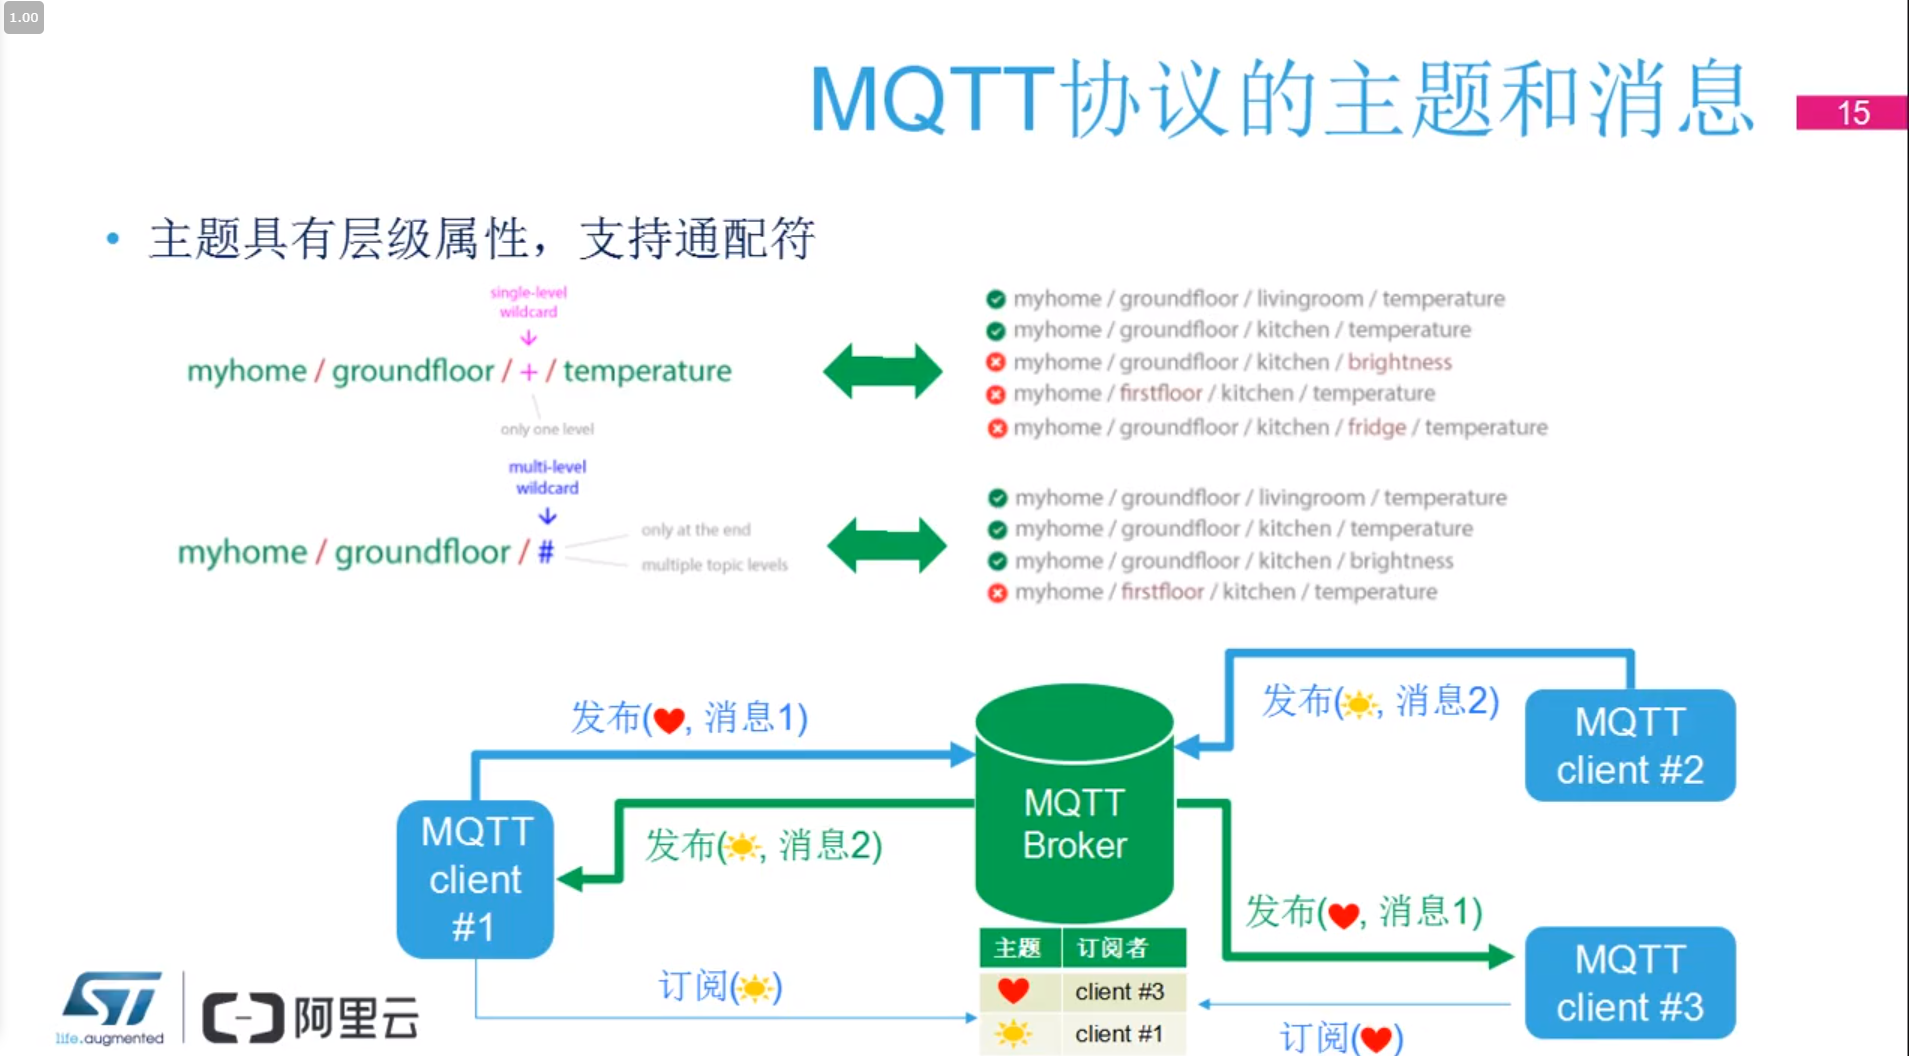 1.00
MQTT协议的主题和消息
15
• 主题具有层级属性，支持通配符
single-level
wildcard
myhome / groundfloor / + / temperature
only one level
myhome / groundfloor / livingroom / temperature
myhome / groundfloor / kitchen / temperature
myhome / groundfloor / kitchen / brightness
myhome / firstfloor / kitchen / temperature
myhome / groundfloor / kitchen / fridge / temperature
multi-level
wildcard
myhome / groundfloor / #
only at the end
multiple topic levels
myhome / groundfloor / livingroom / temperature
myhome / groundfloor / kitchen / temperature
myhome / groundfloor / kitchen / brightness
myhome / firstfloor / kitchen / temperature
发布(❤, 消息1)
发布(☀, 消息2)
MQTT
client #2
MQTT
Broker
MQTT
client
#1
发布(☀, 消息2)
发布(❤, 消息1)
主题 订阅者
❤ client #3
☀ client #1
MQTT
client #3
订阅(☀)
订阅(❤)
ST
life.augmented
阿里云